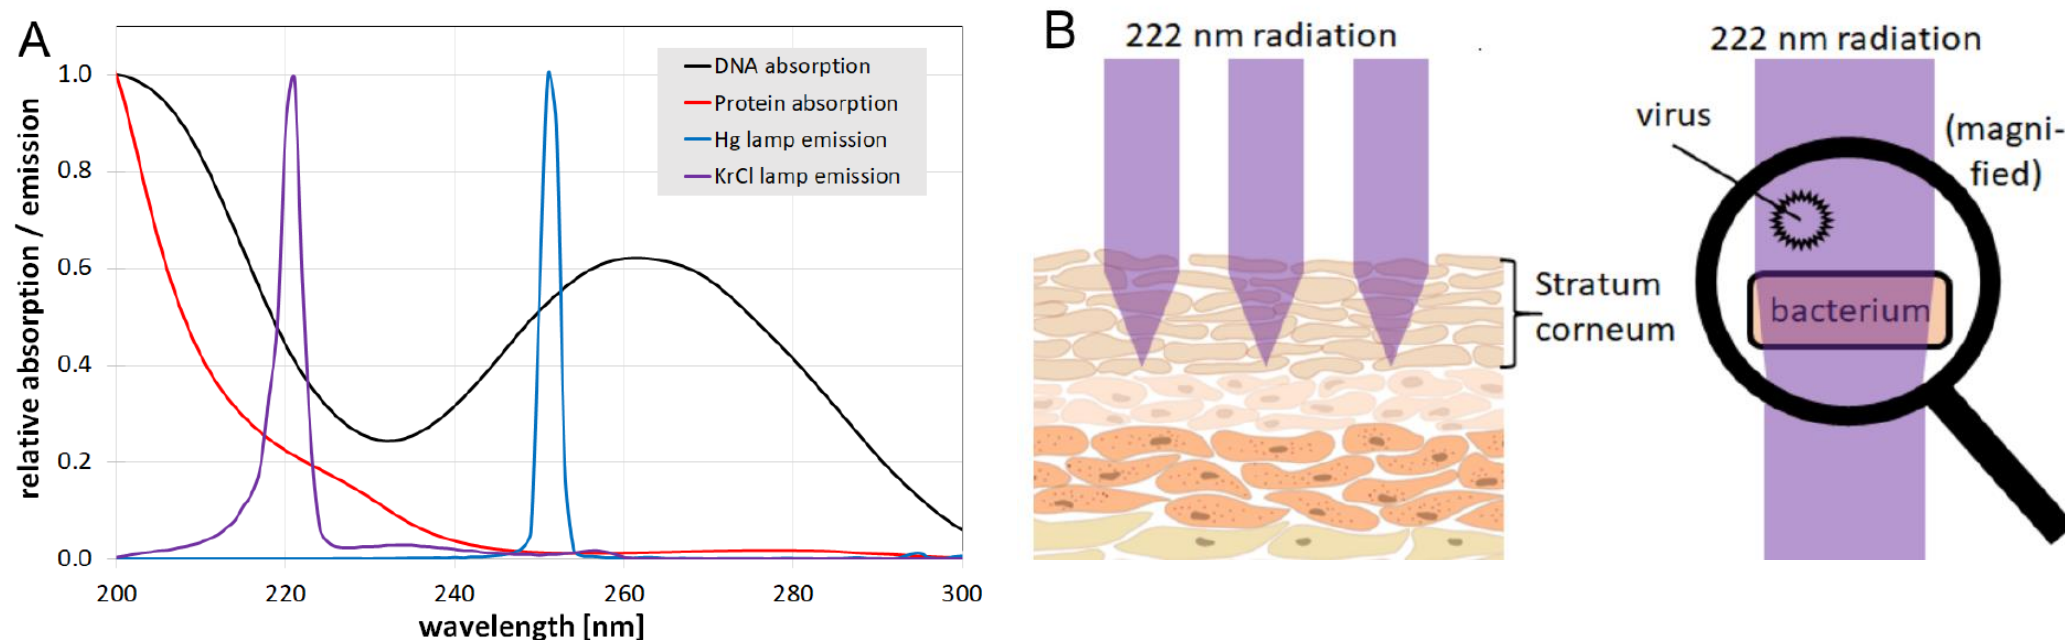 A
relative absorption / emission
1.0
0.8
0.6
0.4
0.2
0.0
DNA absorption
Protein absorption
Hg lamp emission
KrCl lamp emission
200 220 240 260 280 300
wavelength [nm]
B
222 nm radiation
Stratum
corneum
222 nm radiation
virus
(magni-
fied)
bacterium